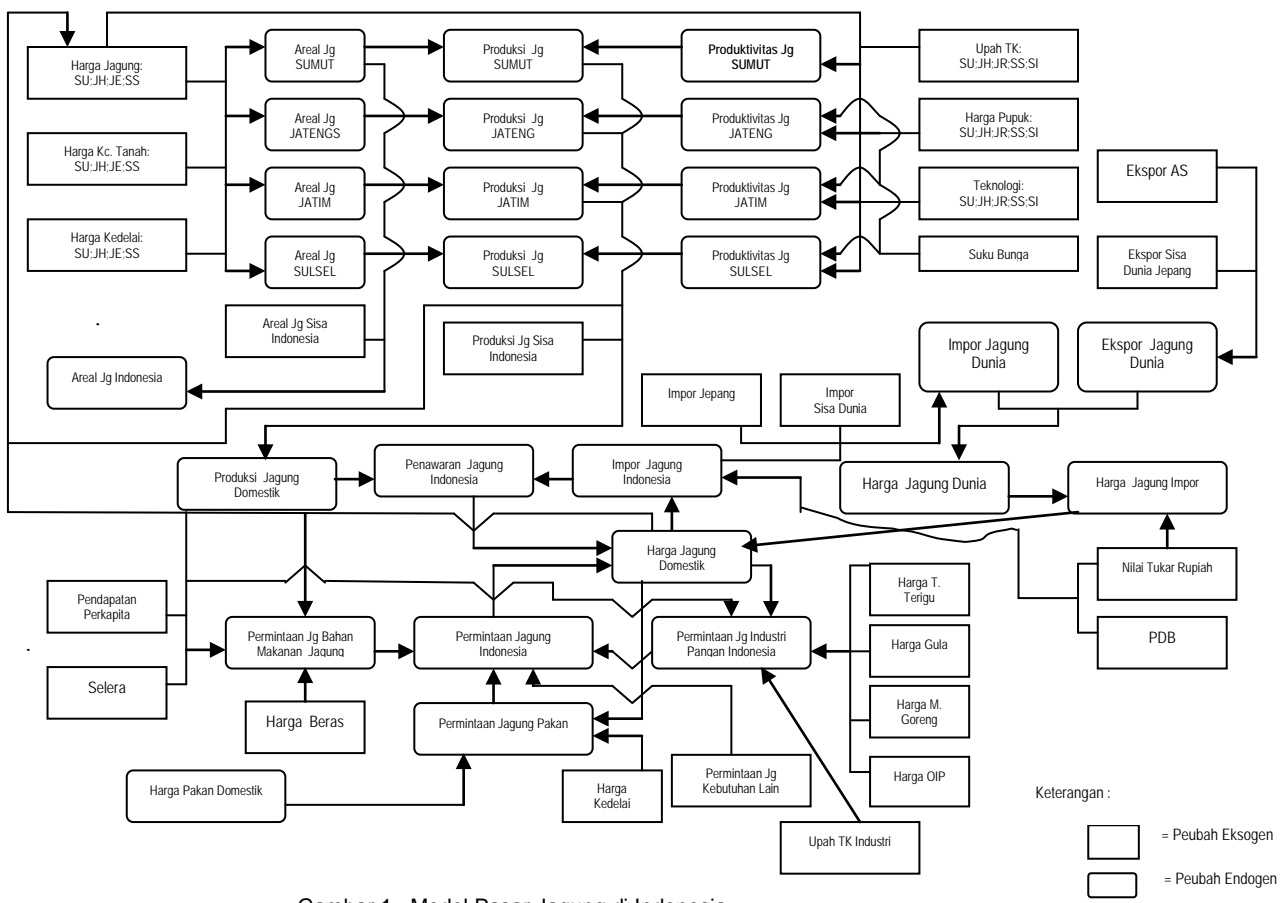 Harga Jagung:
SU;JH;JE;SS
Areal Jg
SUMUT
Produksi Jg
SUMUT
Produktivitas Jg
SUMUT
Upah TK:
SU;JH;JR;SS;SI
Areal Jg
JATENGS
Produksi Jg
JATENG
Produktivitas Jg
JATENG
Harga Pupuk:
SU;JH;JR;SS;SI
Harga Kc. Tanah:
SU;JH;JE;SS
Ekspor AS
Areal Jg
JATIM
Produksi Jg
JATIM
Produktivitas Jg
JATIM
Teknologi:
SU;JH;JR;SS;SI
Harga Kedelai:
SU;JH;JE;SS
Areal Jg
SULSEL
Produksi Jg
SULSEL
Produktivitas Jg
SULSEL
Suku Bunga
Ekspor Sisa
Dunia Jepang
Areal Jg Sisa
Indonesia
Produksi Jg Sisa
Indonesia
Impor Jagung
Dunia
Ekspor Jagung
Dunia
Areal Jg Indonesia
Impor Jepang
Impor
Sisa Dunia
Produksi Jagung
Domestik
Penawaran Jagung
Indonesia
Impor Jagung
Indonesia
Harga Jagung Dunia
Harga Jagung Impor
Harga Jagung
Domestik
Nilai Tukar Rupiah
Pendapatan
Perkapita
Harga T.
Terigu
Permintaan Jg Bahan
Makanan Jagung
Permintaan Jagung
Indonesia
Permintaan Jg Industri
Pangan Indonesia
Harga Gula
PDB
Selera
Harga Beras
Permintaan Jagung Pakan
Harga M.
Goreng
Harga Pakan Domestik
Harga
Kedelai
Permintaan Jg
Kebutuhan Lain
Harga OIP
Keterangan :
Upah TK Industri
= Peubah Eksogen
= Peubah Endogen
Gambar 1. Model Pasar Jagung di Indonesia